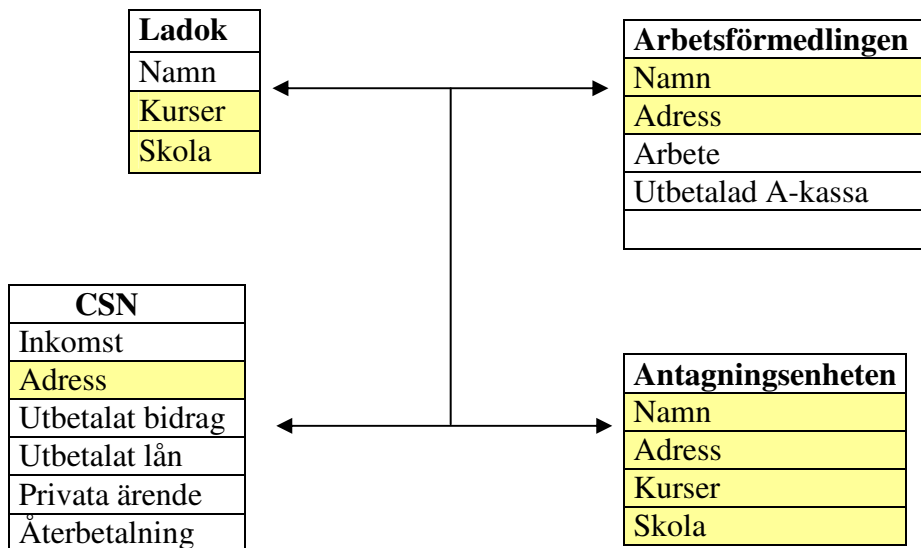 Ladok
Namn
Kurser
Skola
Arbetsförmedlingen
Namn
Adress
Arbete
Utbetalad A-kassa
CSN
Inkomst
Adress
Utbetalat bidrag
Utbetalat lån
Privata ärende
Återbetalning
Antagningsenheten
Namn
Adress
Kurser
Skola